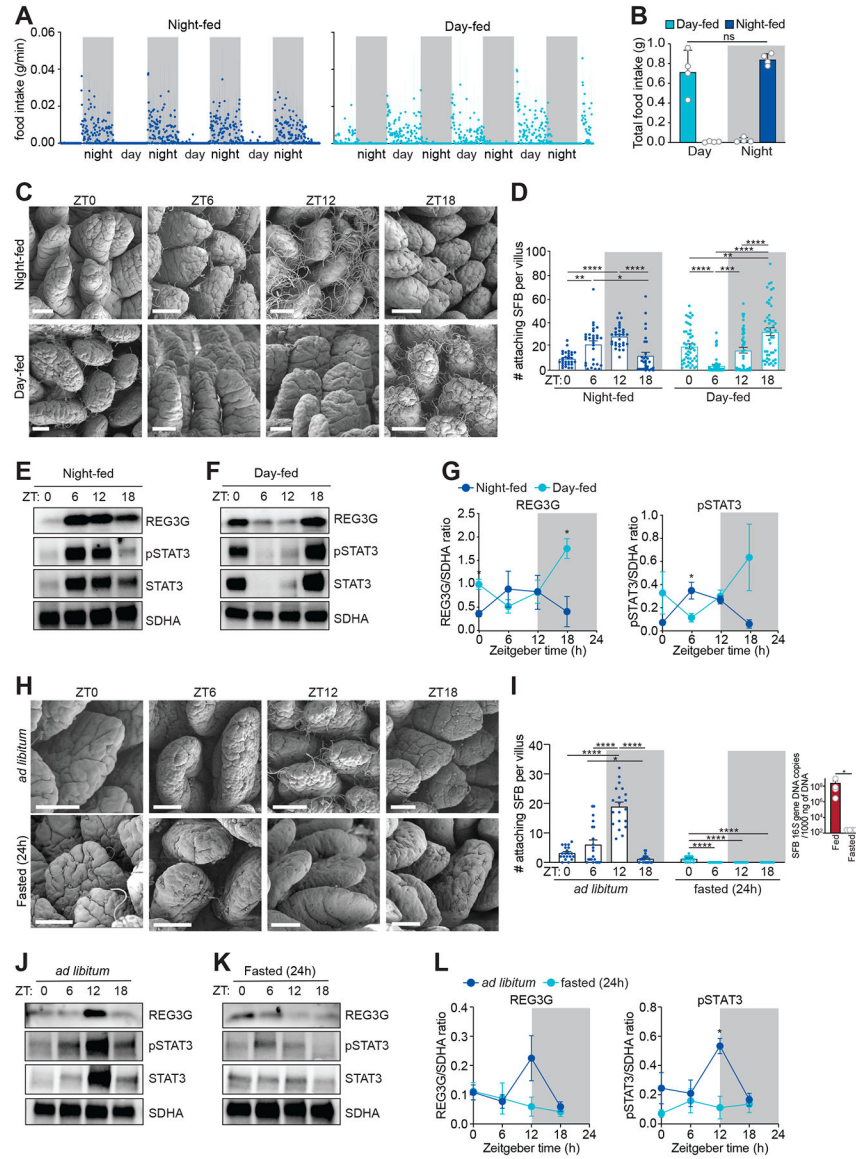 A
Night-fed
Day-fed
food intake (g/min)
0.06
0.04
0.02
0.00
night day night day night day night
night day night day night day night
B
Day-fed Night-fed
ns
Total food intake (g)
1.0
0.8
0.6
0.4
0.2
0
Day Night
C
ZT0 ZT6 ZT12 ZT18
Night-fed
Day-fed
D
# attaching SFB per villus
100
80
60
40
20
0
**** ****
** *
****
****
**
**** ***
ZT: 0 6 12 18 0 6 12 18
Night-fed Day-fed
E
Night-fed
ZT: 0 6 12 18
REG3G
pSTAT3
STAT3
SDHA
F
Day-fed
ZT: 0 6 12 18
REG3G
pSTAT3
STAT3
SDHA
G
Night-fed Day-fed
REG3G
REG3G/SDHA ratio
2.5
2.0
1.5
1.0
0.5
0.0
*
*
0 6 12 18 24
Zeitgeber time (h)
pSTAT3
pSTAT3/SDHA ratio
1.0
0.8
0.6
0.4
0.2
0.0
*
0 6 12 18 24
Zeitgeber time (h)
H
ZT0 ZT6 ZT12 ZT18
ad libitum
Fasted (24h)
I
# attaching SFB per villus
40
30
20
10
0
**** ****
****
*
****
****
****
ZT: 0 6 12 18 0 6 12 18
ad libitum fasted (24h)
SFB 16S gene DNA copies
/1000 ng of DNA
10⁸
10⁶
10⁴
10²
*
Fed
Fasted
J
ad libitum
ZT: 0 6 12 18
REG3G
pSTAT3
STAT3
SDHA
K
Fasted (24h)
ZT: 0 6 12 18
REG3G
pSTAT3
STAT3
SDHA
L
ad libitum fasted (24h)
REG3G
REG3G/SDHA ratio
0.4
0.3
0.2
0.1
0.0
0 6 12 18 24
Zeitgeber time (h)
pSTAT3
pSTAT3/SDHA ratio
0.8
0.6
0.4
0.2
0.0
*
0 6 12 18 24
Zeitgeber time (h)